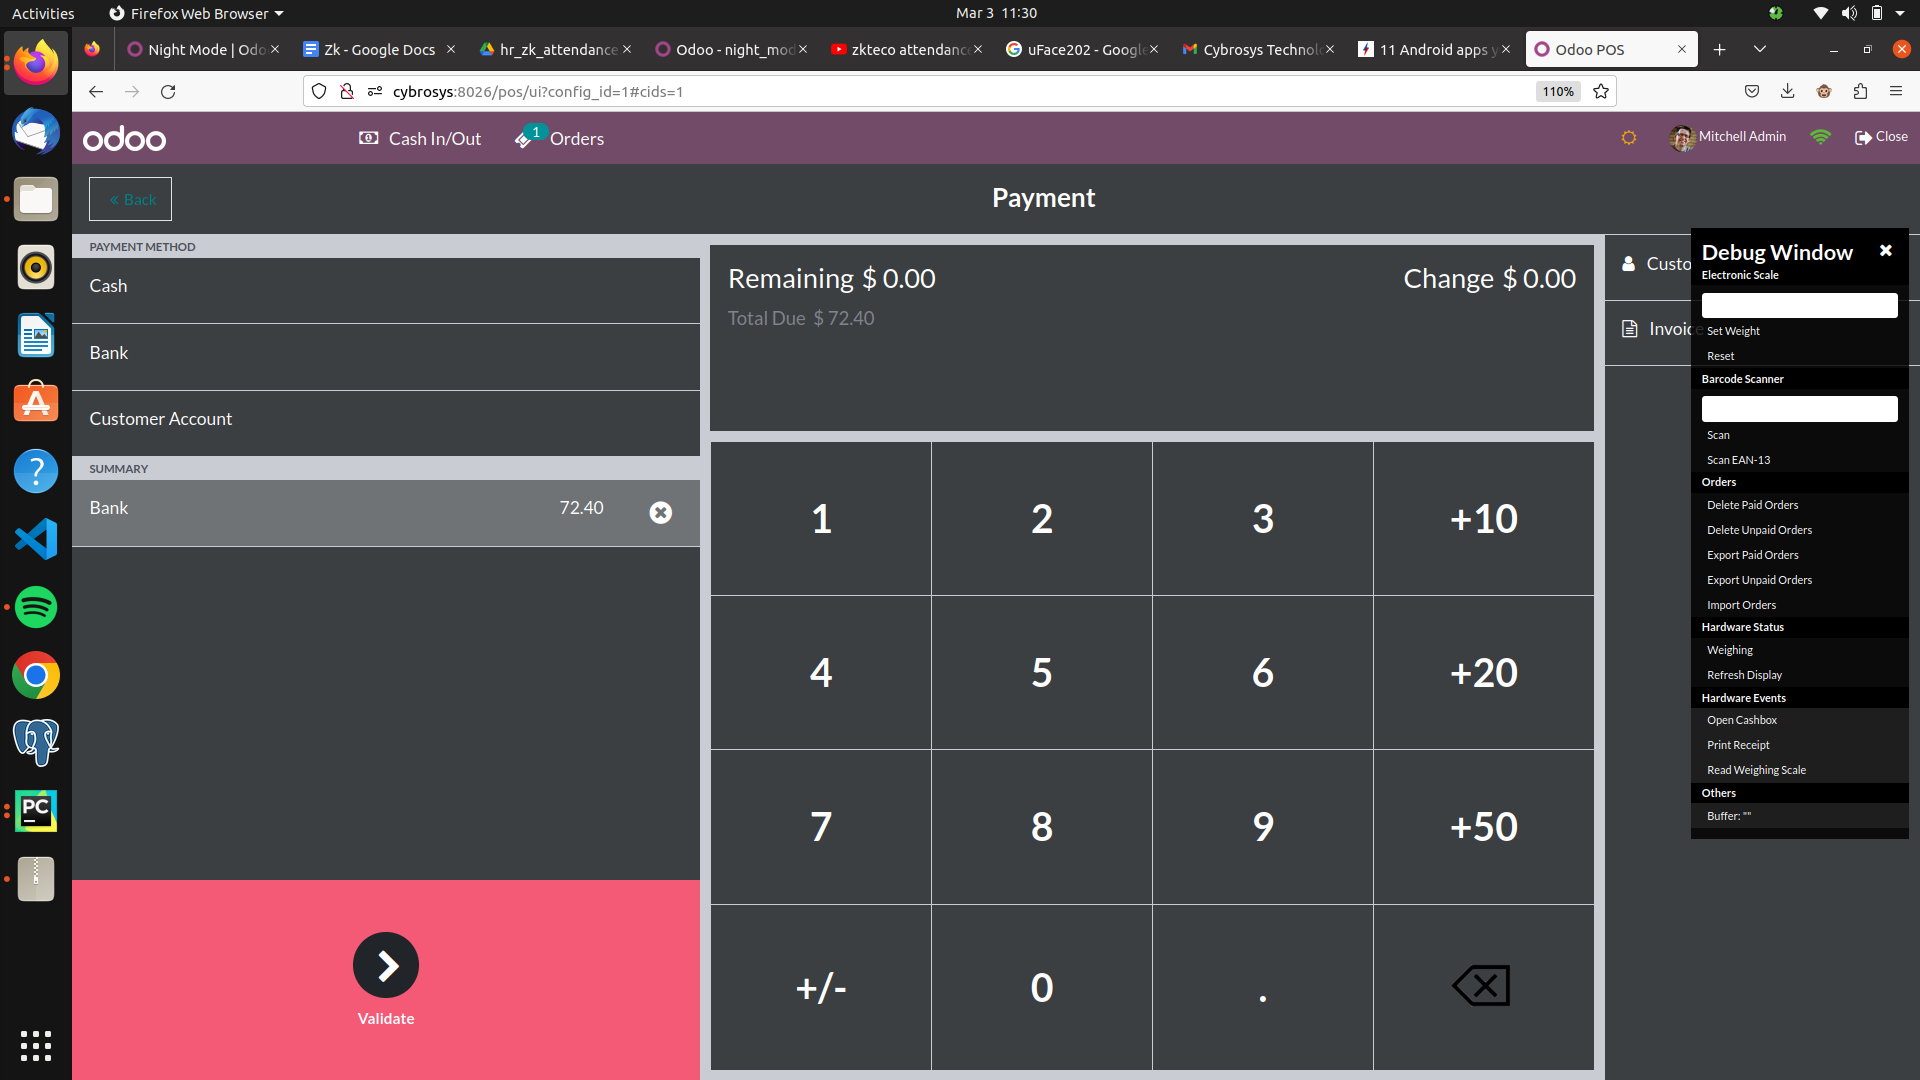 Activities
Firefox Web Browser
Mar 3 11:30
Night Mode | Odo
Zk - Google Docs
hr_zk_attendance
Odoo - night_mod
zkteco attendanc
uFace202 - Google
Cybrosys Technol
11 Android apps y
Odoo POS
cybrosys:8026/pos/ui?config_id=1#cids=1
110%
odoo
Cash In/Out
1
Orders
Mitchell Admin
Close
« Back
Payment
PAYMENT METHOD
Cash
Bank
Customer Account
SUMMARY
Bank 72.40
Validate
Remaining $ 0.00
Change $ 0.00
Total Due $ 72.40
1 2 3 +10
4 5 6 +20
7 8 9 +50
+/- 0 .
Custo
Invoice
Debug Window
Electronic Scale
Set Weight
Reset
Barcode Scanner
Scan
Scan EAN-13
Orders
Delete Paid Orders
Delete Unpaid Orders
Export Paid Orders
Export Unpaid Orders
Import Orders
Hardware Status
Weighing
Refresh Display
Hardware Events
Open Cashbox
Print Receipt
Read Weighing Scale
Others
Buffer: ""
PC